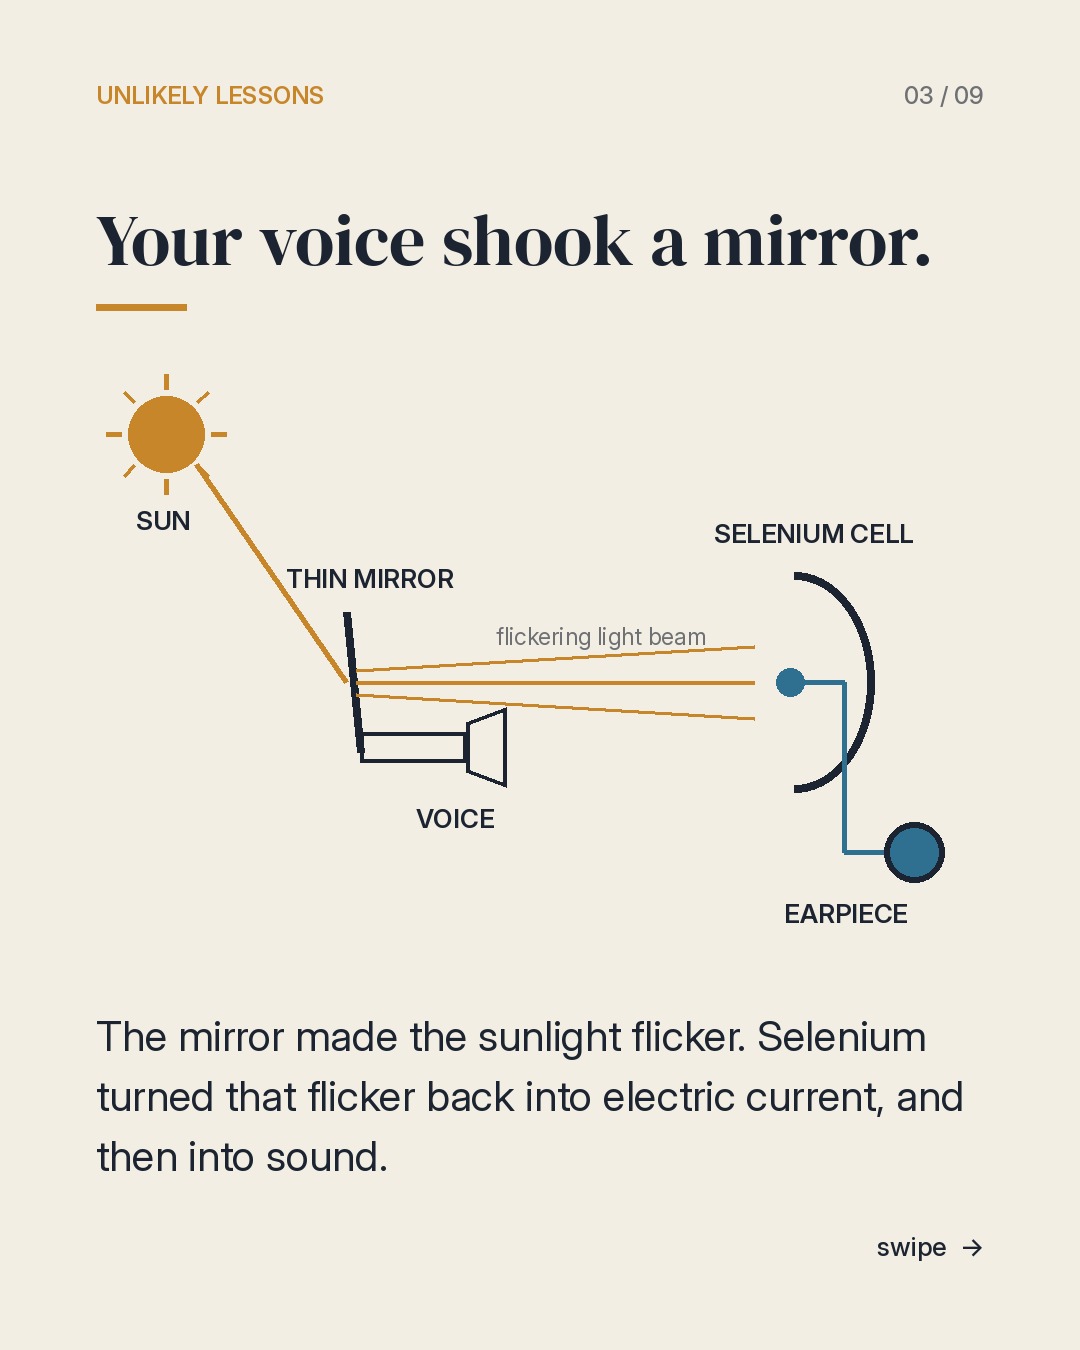 UNLIKELY LESSONS
03 / 09
Your voice shook a mirror.
SUN
THIN MIRROR
SELENIUM CELL
flickering light beam
VOICE
EARPIECE
The mirror made the sunlight flicker. Selenium
turned that flicker back into electric current, and
then into sound.
swipe →